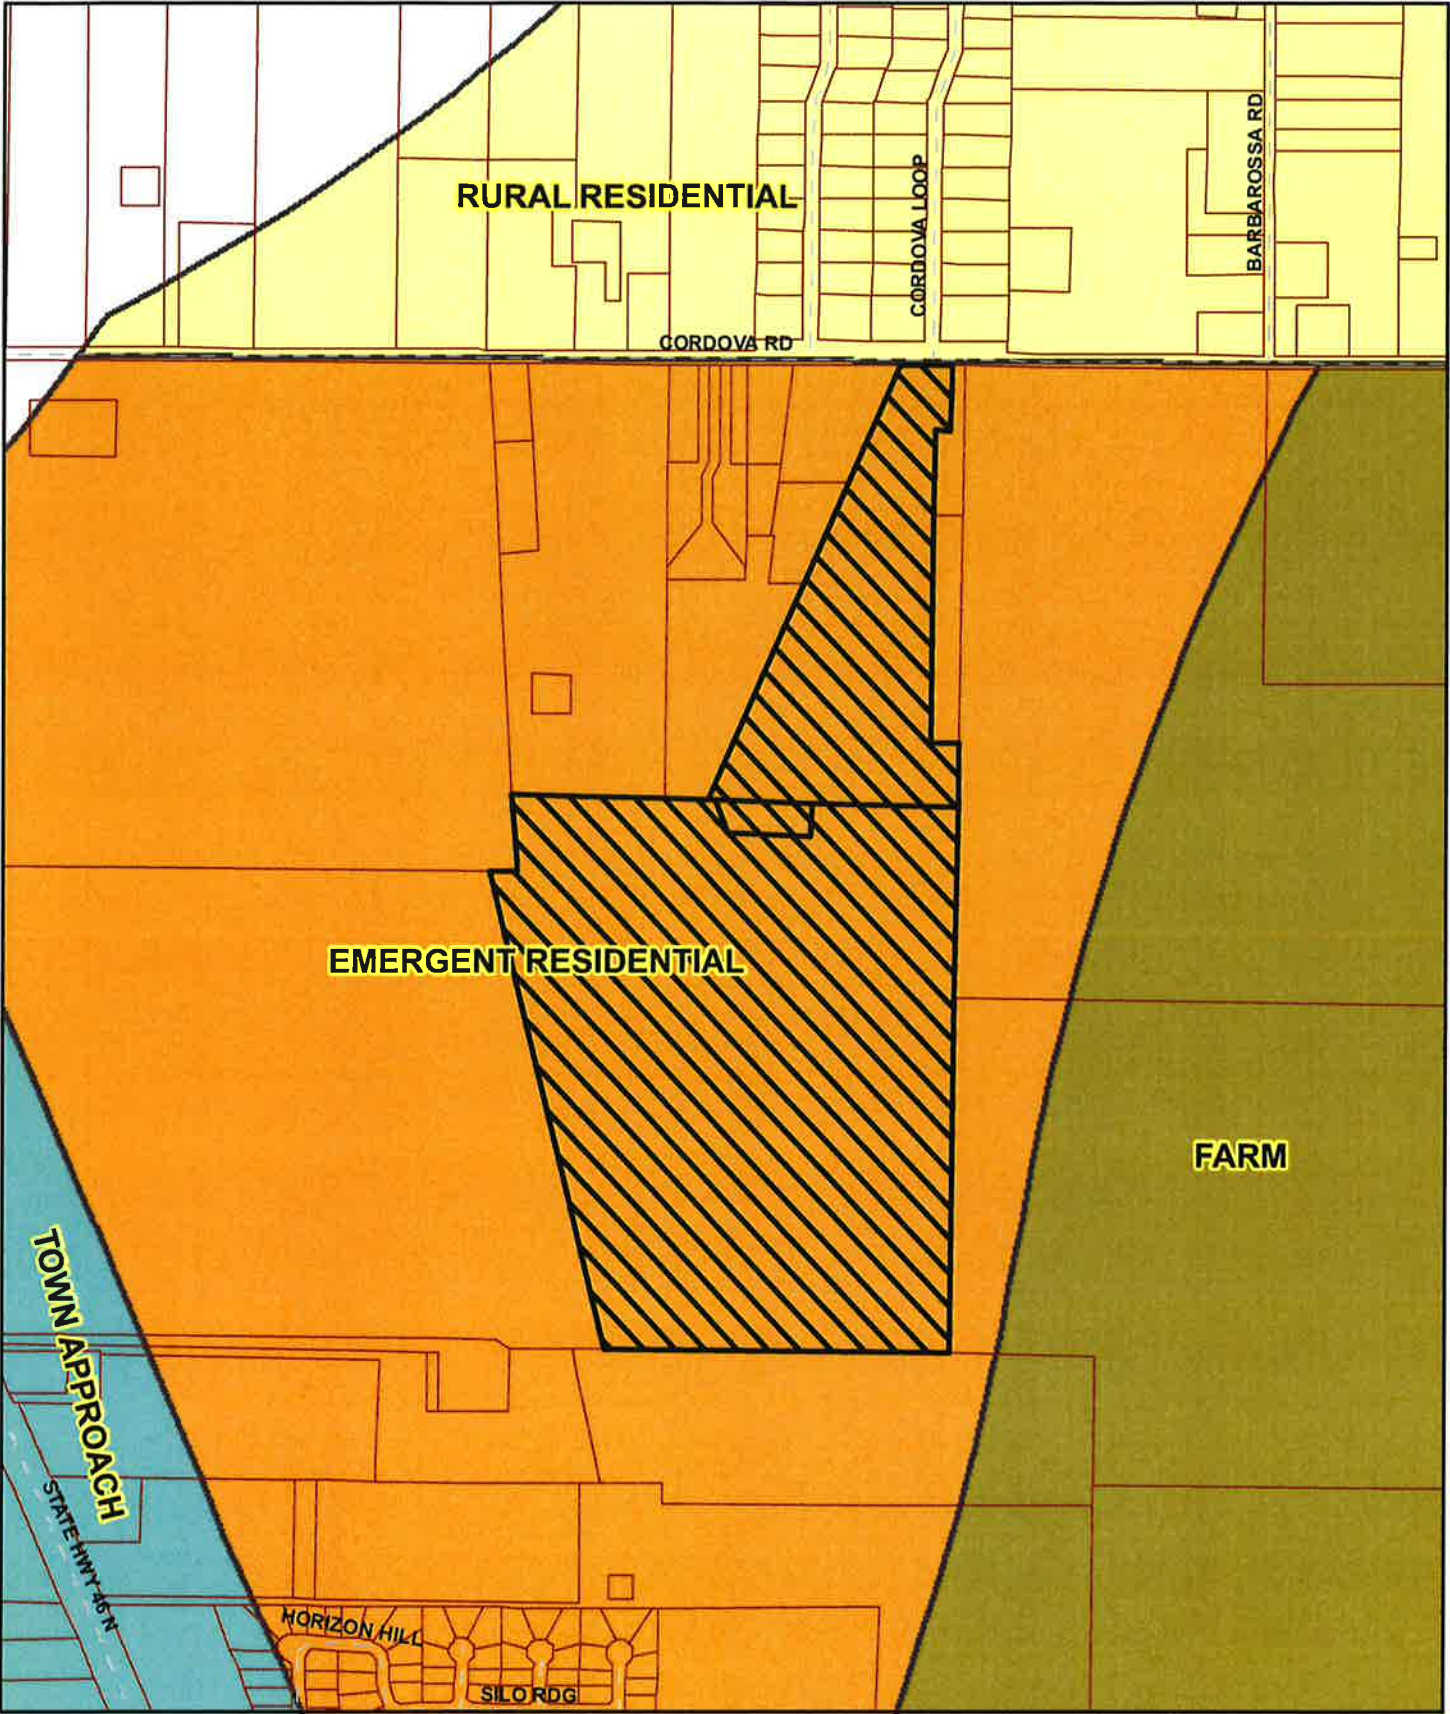 BARBAROSSA RD
RURAL RESIDENTIAL
CORDOVA LOOP
CORDOVA RD
EMERGENT RESIDENTIAL
FARM
TOWN APPROACH
STATE HWY 46 N
HORIZON HILL
SILO RDG